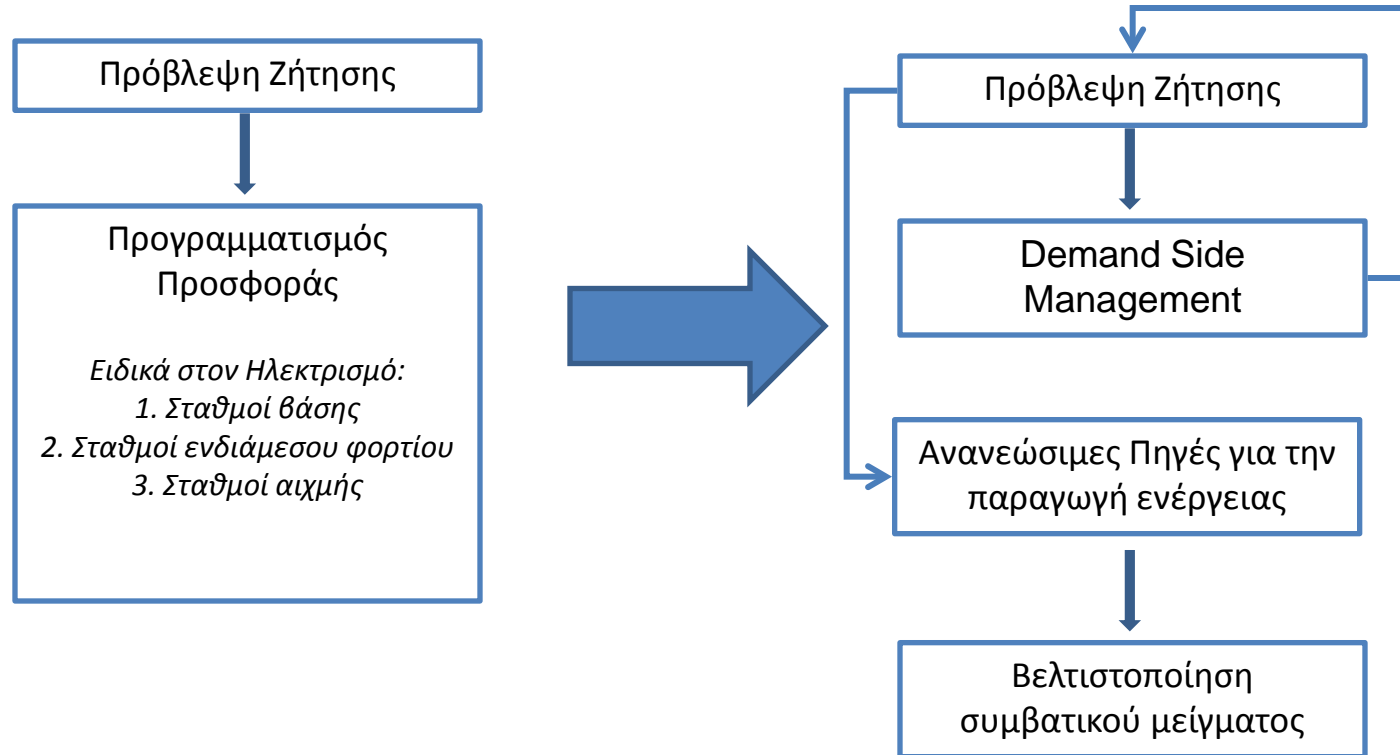 Πρόβλεψη Ζήτησης
Προγραμματισμός
Προσφοράς
Ειδικά στον Ηλεκτρισμό:
1. Σταθμοί βάσης
2. Σταθμοί ενδιάμεσου φορτίου
3. Σταθμοί αιχμής
Πρόβλεψη Ζήτησης
Demand Side
Management
Ανανεώσιμες Πηγές για την
παραγωγή ενέργειας
Βελτιστοποίηση
συμβατικού μείγματος